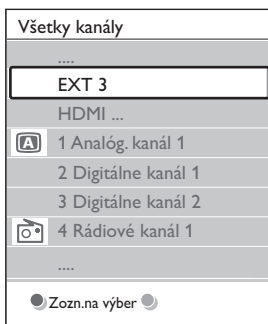 Všetky kanály
....
EXT 3
HDMI ...
A 1 Analóg. kanál 1
2 Digitálne kanál 1
3 Digitálne kanál 2
4 Rádiové kanál 1
....
Zozn.na výber